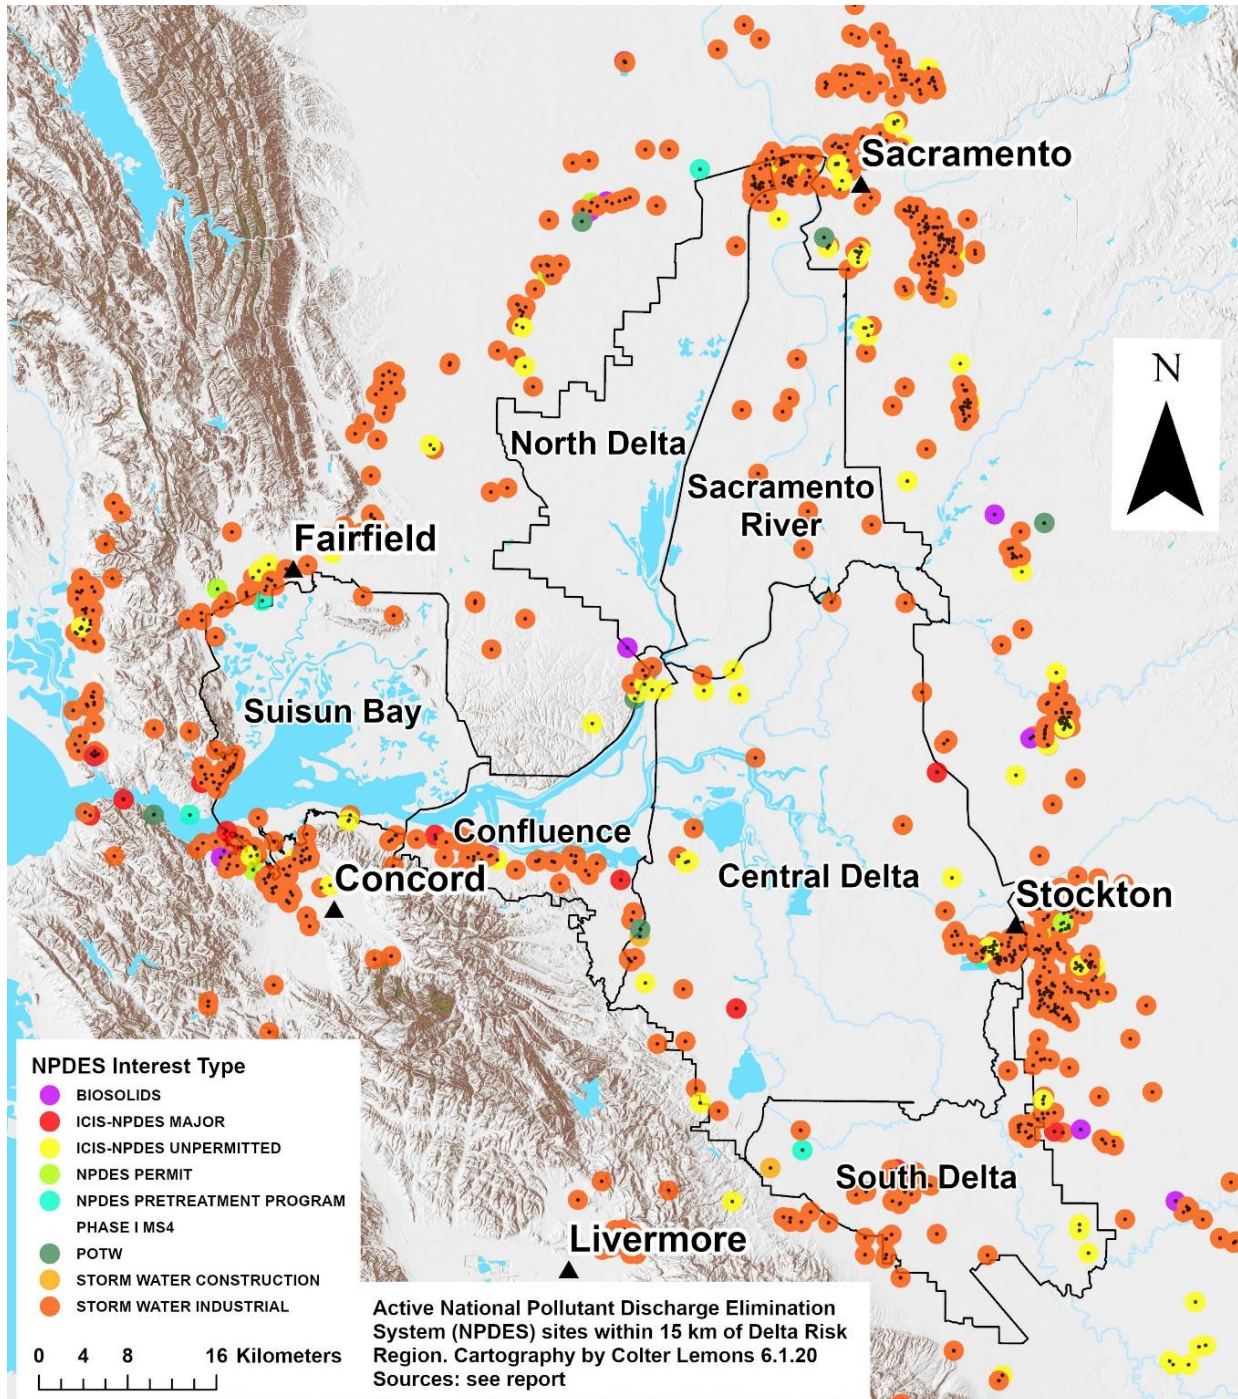 Sacramento
N
North Delta
Sacramento
River
Fairfield
Suisun Bay
Confluence
Concord
Central Delta
Stockton
South Delta
Livermore
NPDES Interest Type
BIOSOLIDS
ICIS-NPDES MAJOR
ICIS-NPDES UNPERMITTED
NPDES PERMIT
NPDES PRETREATMENT PROGRAM
PHASE I MS4
POTW
STORM WATER CONSTRUCTION
STORM WATER INDUSTRIAL
0 4 8 16 Kilometers
Active National Pollutant Discharge Elimination
System (NPDES) sites within 15 km of Delta Risk
Region. Cartography by Colter Lemons 6.1.20
Sources: see report